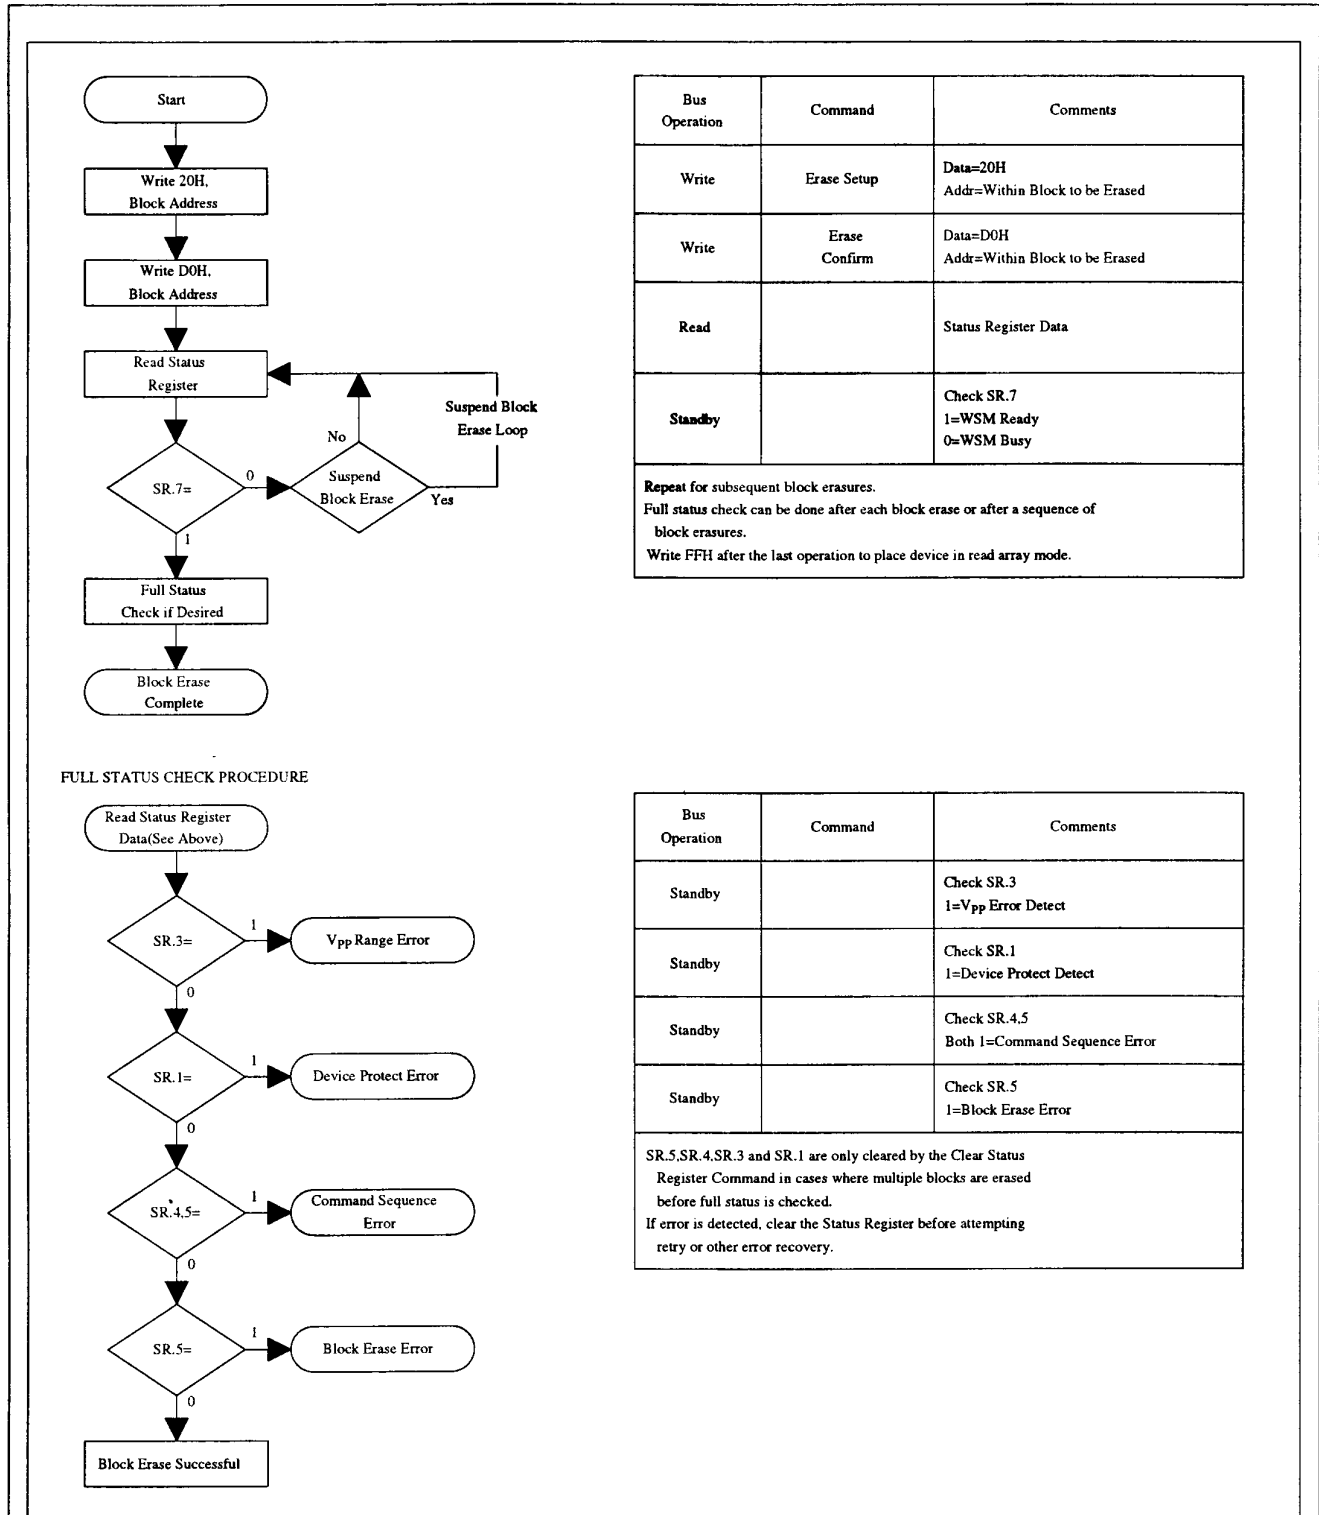 Start
Write 20H,
Block Address
Write D0H,
Block Address
Read Status
Register
Suspend Block
Erase Loop
No
SR.7=
0
Suspend
Block Erase
Yes
1
Full Status
Check if Desired
Block Erase
Complete
Bus
Operation
Command
Comments
Write
Erase Setup
Data=20H
Addr=Within Block to be Erased
Write
Erase
Confirm
Data=D0H
Addr=Within Block to be Erased
Read
Status Register Data
Standby
Check SR.7
1=WSM Ready
0=WSM Busy
Repeat for subsequent block erasures.
Full status check can be done after each block erase or after a sequence of
block erasures.
Write FFH after the last operation to place device in read array mode.
FULL STATUS CHECK PROCEDURE
Read Status Register
Data(See Above)
SR.3=
1
VPP Range Error
0
SR.1=
1
Device Protect Error
0
SR.4,5=
1
Command Sequence
Error
0
SR.5=
1
Block Erase Error
0
Block Erase Successful
Bus
Operation
Command
Comments
Standby
Check SR.3
1=VPP Error Detect
Standby
Check SR.1
1=Device Protect Detect
Standby
Check SR.4,5
Both 1=Command Sequence Error
Standby
Check SR.5
1=Block Erase Error
SR.5,SR.4,SR.3 and SR.1 are only cleared by the Clear Status
Register Command in cases where multiple blocks are erased
before full status is checked.
If error is detected, clear the Status Register before attempting
retry or other error recovery.